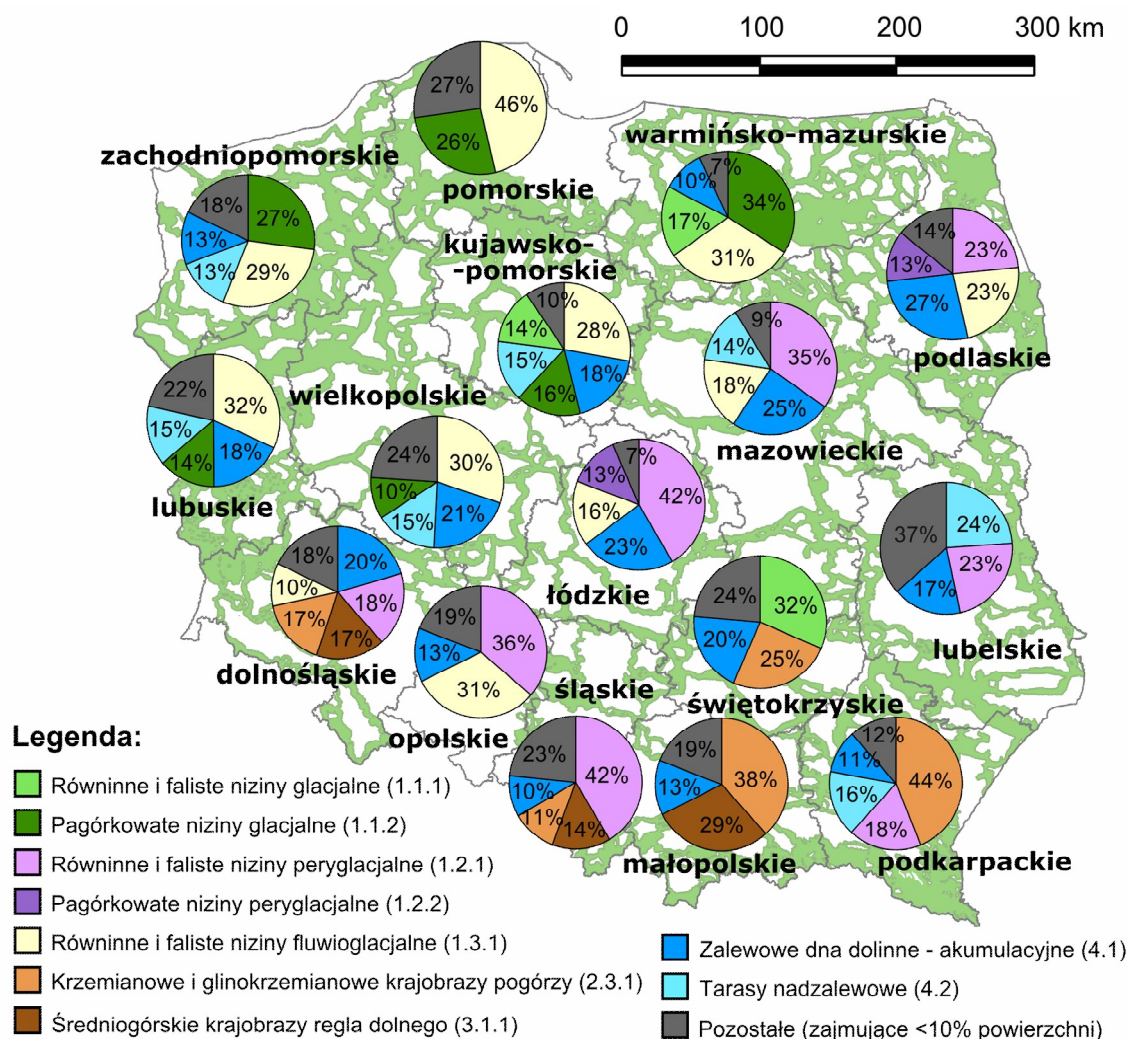 0 100 200 300 km
27% 46%
26%
pomorskie
zachodniopomorskie
18% 27%
13%
13% 29%
warmińsko-mazurskie
7%
10% 34%
17%
31%
kujawsko-
-pomorskie
10%
14% 28%
15% 18%
16%
14% 23%
13%
27% 23%
podlaskie
9%
14% 35%
18%
25%
mazowieckie
22% 32%
15%
14% 18%
lubuskie
wielkopolskie
24% 30%
10%
15% 21%
7%
13% 42%
16%
23%
łódzkie
37% 24%
23%
17%
lubelskie
18% 20%
10% 18%
17% 17%
dolnośląskie
19% 36%
13%
31%
opolskie
24% 32%
20% 25%
świętokrzyskie
śląskie
23% 42%
10%
11% 14%
19% 38%
13%
29%
małopolskie
12%
11% 44%
16%
18%
podkarpackie
Legenda:
Równinne i faliste niziny glacjalne (1.1.1)
Pagórkowate niziny glacjalne (1.1.2)
Równinne i faliste niziny peryglacjalne (1.2.1)
Pagórkowate niziny peryglacjalne (1.2.2)
Równinne i faliste niziny fluwioglacjalne (1.3.1)
Krzemianowe i glinokrzemianowe krajobrazy pogórzy (2.3.1)
Średniogórskie krajobrazy regla dolnego (3.1.1)
Zalewowe dna dolinne - akumulacyjne (4.1)
Tarasy nadzalewowe (4.2)
Pozostałe (zajmujące <10% powierzchni)